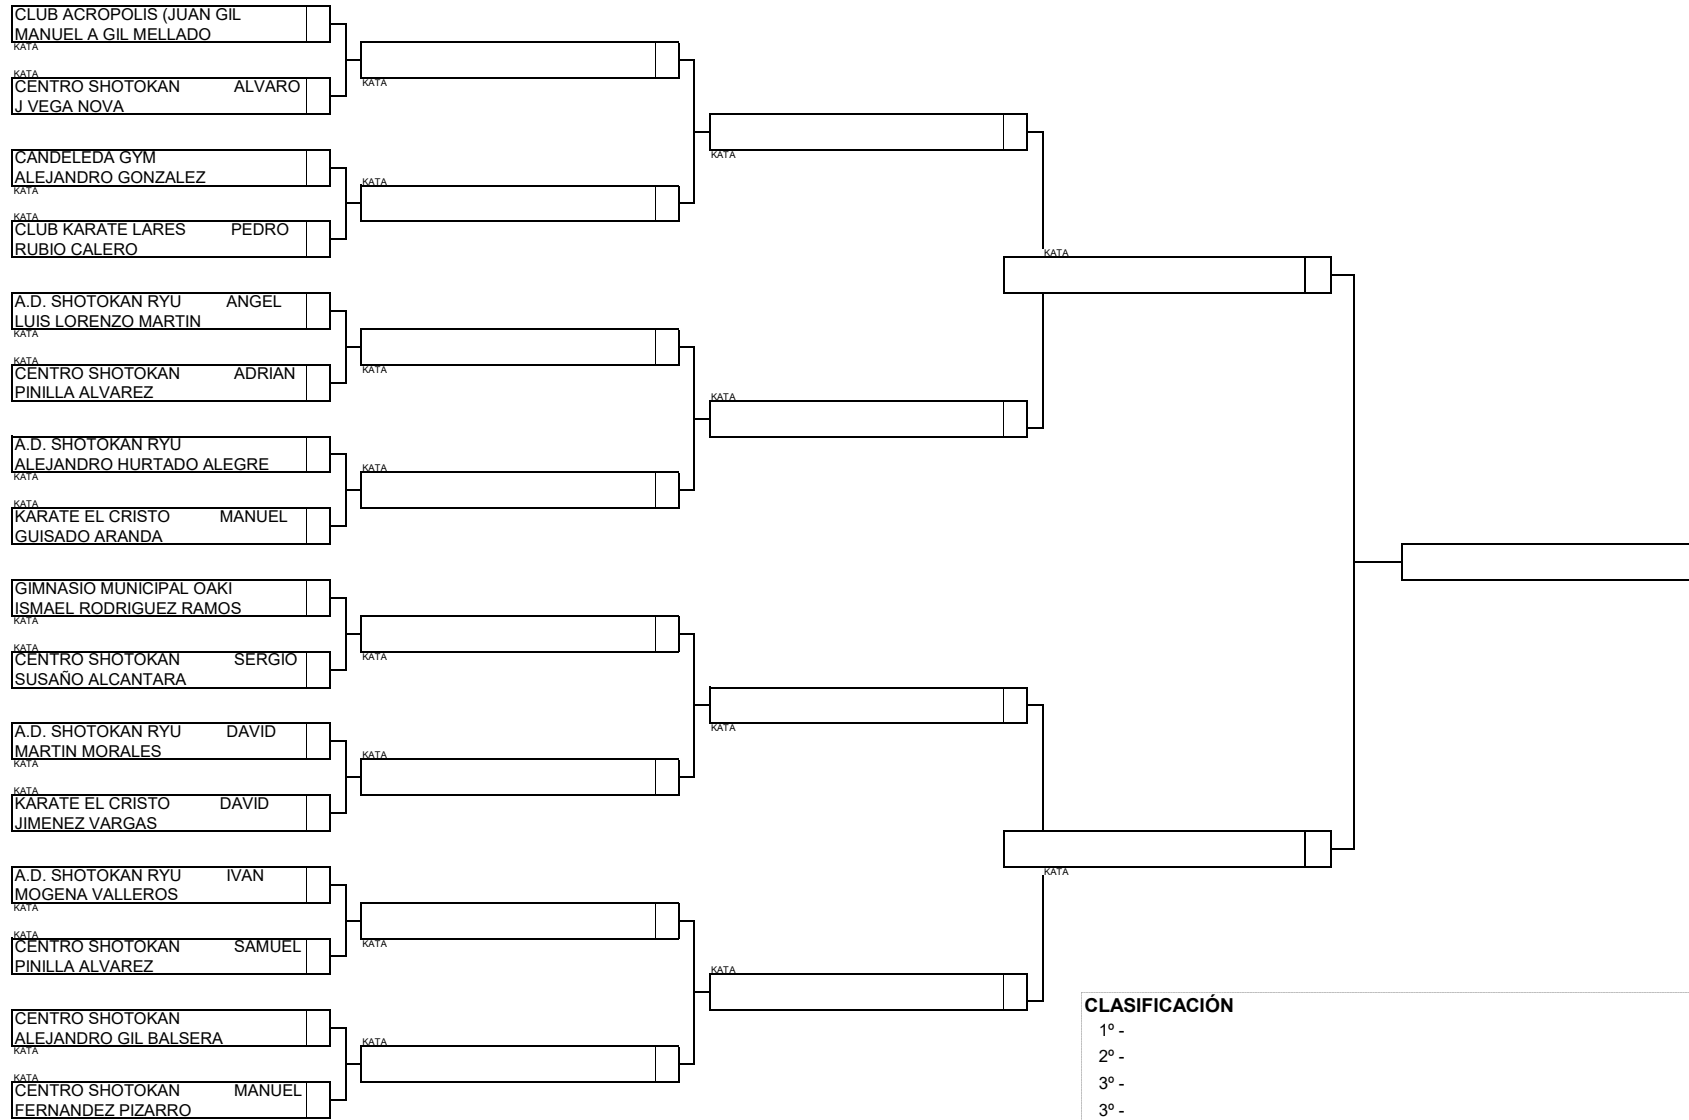 CLUB ACROPOLIS (JUAN GIL
MANUEL A GIL MELLADO
KATA
KATA
KATA
CENTRO SHOTOKAN ALVARO
J VEGA NOVA
KATA
CANDELEDA GYM
ALEJANDRO GONZALEZ
KATA
KATA
KATA
CLUB KARATE LARES PEDRO
RUBIO CALERO
KATA
A.D. SHOTOKAN RYU ANGEL
LUIS LORENZO MARTIN
KATA
KATA
KATA
CENTRO SHOTOKAN ADRIAN
PINILLA ALVAREZ
KATA
A.D. SHOTOKAN RYU
ALEJANDRO HURTADO ALEGRE
KATA
KATA
KATA
KARATE EL CRISTO MANUEL
GUISADO ARANDA
GIMNASIO MUNICIPAL OAKI
ISMAEL RODRIGUEZ RAMOS
KATA
KATA
KATA
CENTRO SHOTOKAN SERGIO
SUSAÑO ALCANTARA
KATA
A.D. SHOTOKAN RYU DAVID
MARTIN MORALES
KATA
KATA
KATA
KARATE EL CRISTO DAVID
JIMENEZ VARGAS
A.D. SHOTOKAN RYU IVAN
MOGENA VALLEROS
KATA
KATA
KATA
KATA
CENTRO SHOTOKAN SAMUEL
PINILLA ALVAREZ
KATA
CENTRO SHOTOKAN
ALEJANDRO GIL BALSERA
KATA
KATA
KATA
CENTRO SHOTOKAN MANUEL
FERNANDEZ PIZARRO
CLASIFICACIÓN
1º -
2º -
3º -
3º -